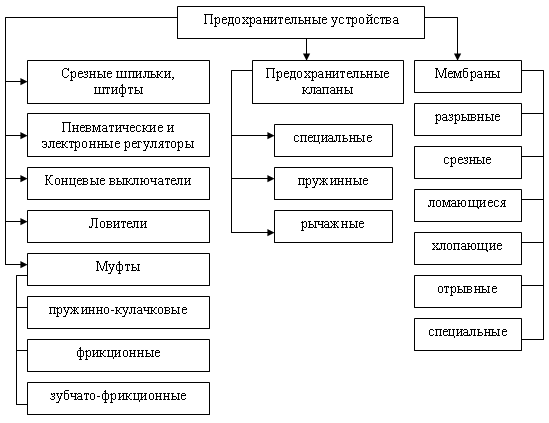 Предохранительные устройства
Срезные шпильки,
штифты
Пневматические и
электронные регуляторы
Концевые выключатели
Ловители
Муфты
пружинно-кулачковые
фрикционные
зубчато-фрикционные
Предохранительные
клапаны
специальные
пружинные
рычажные
Мембраны
разрывные
срезные
ломающиеся
хлопающие
отрывные
специальные